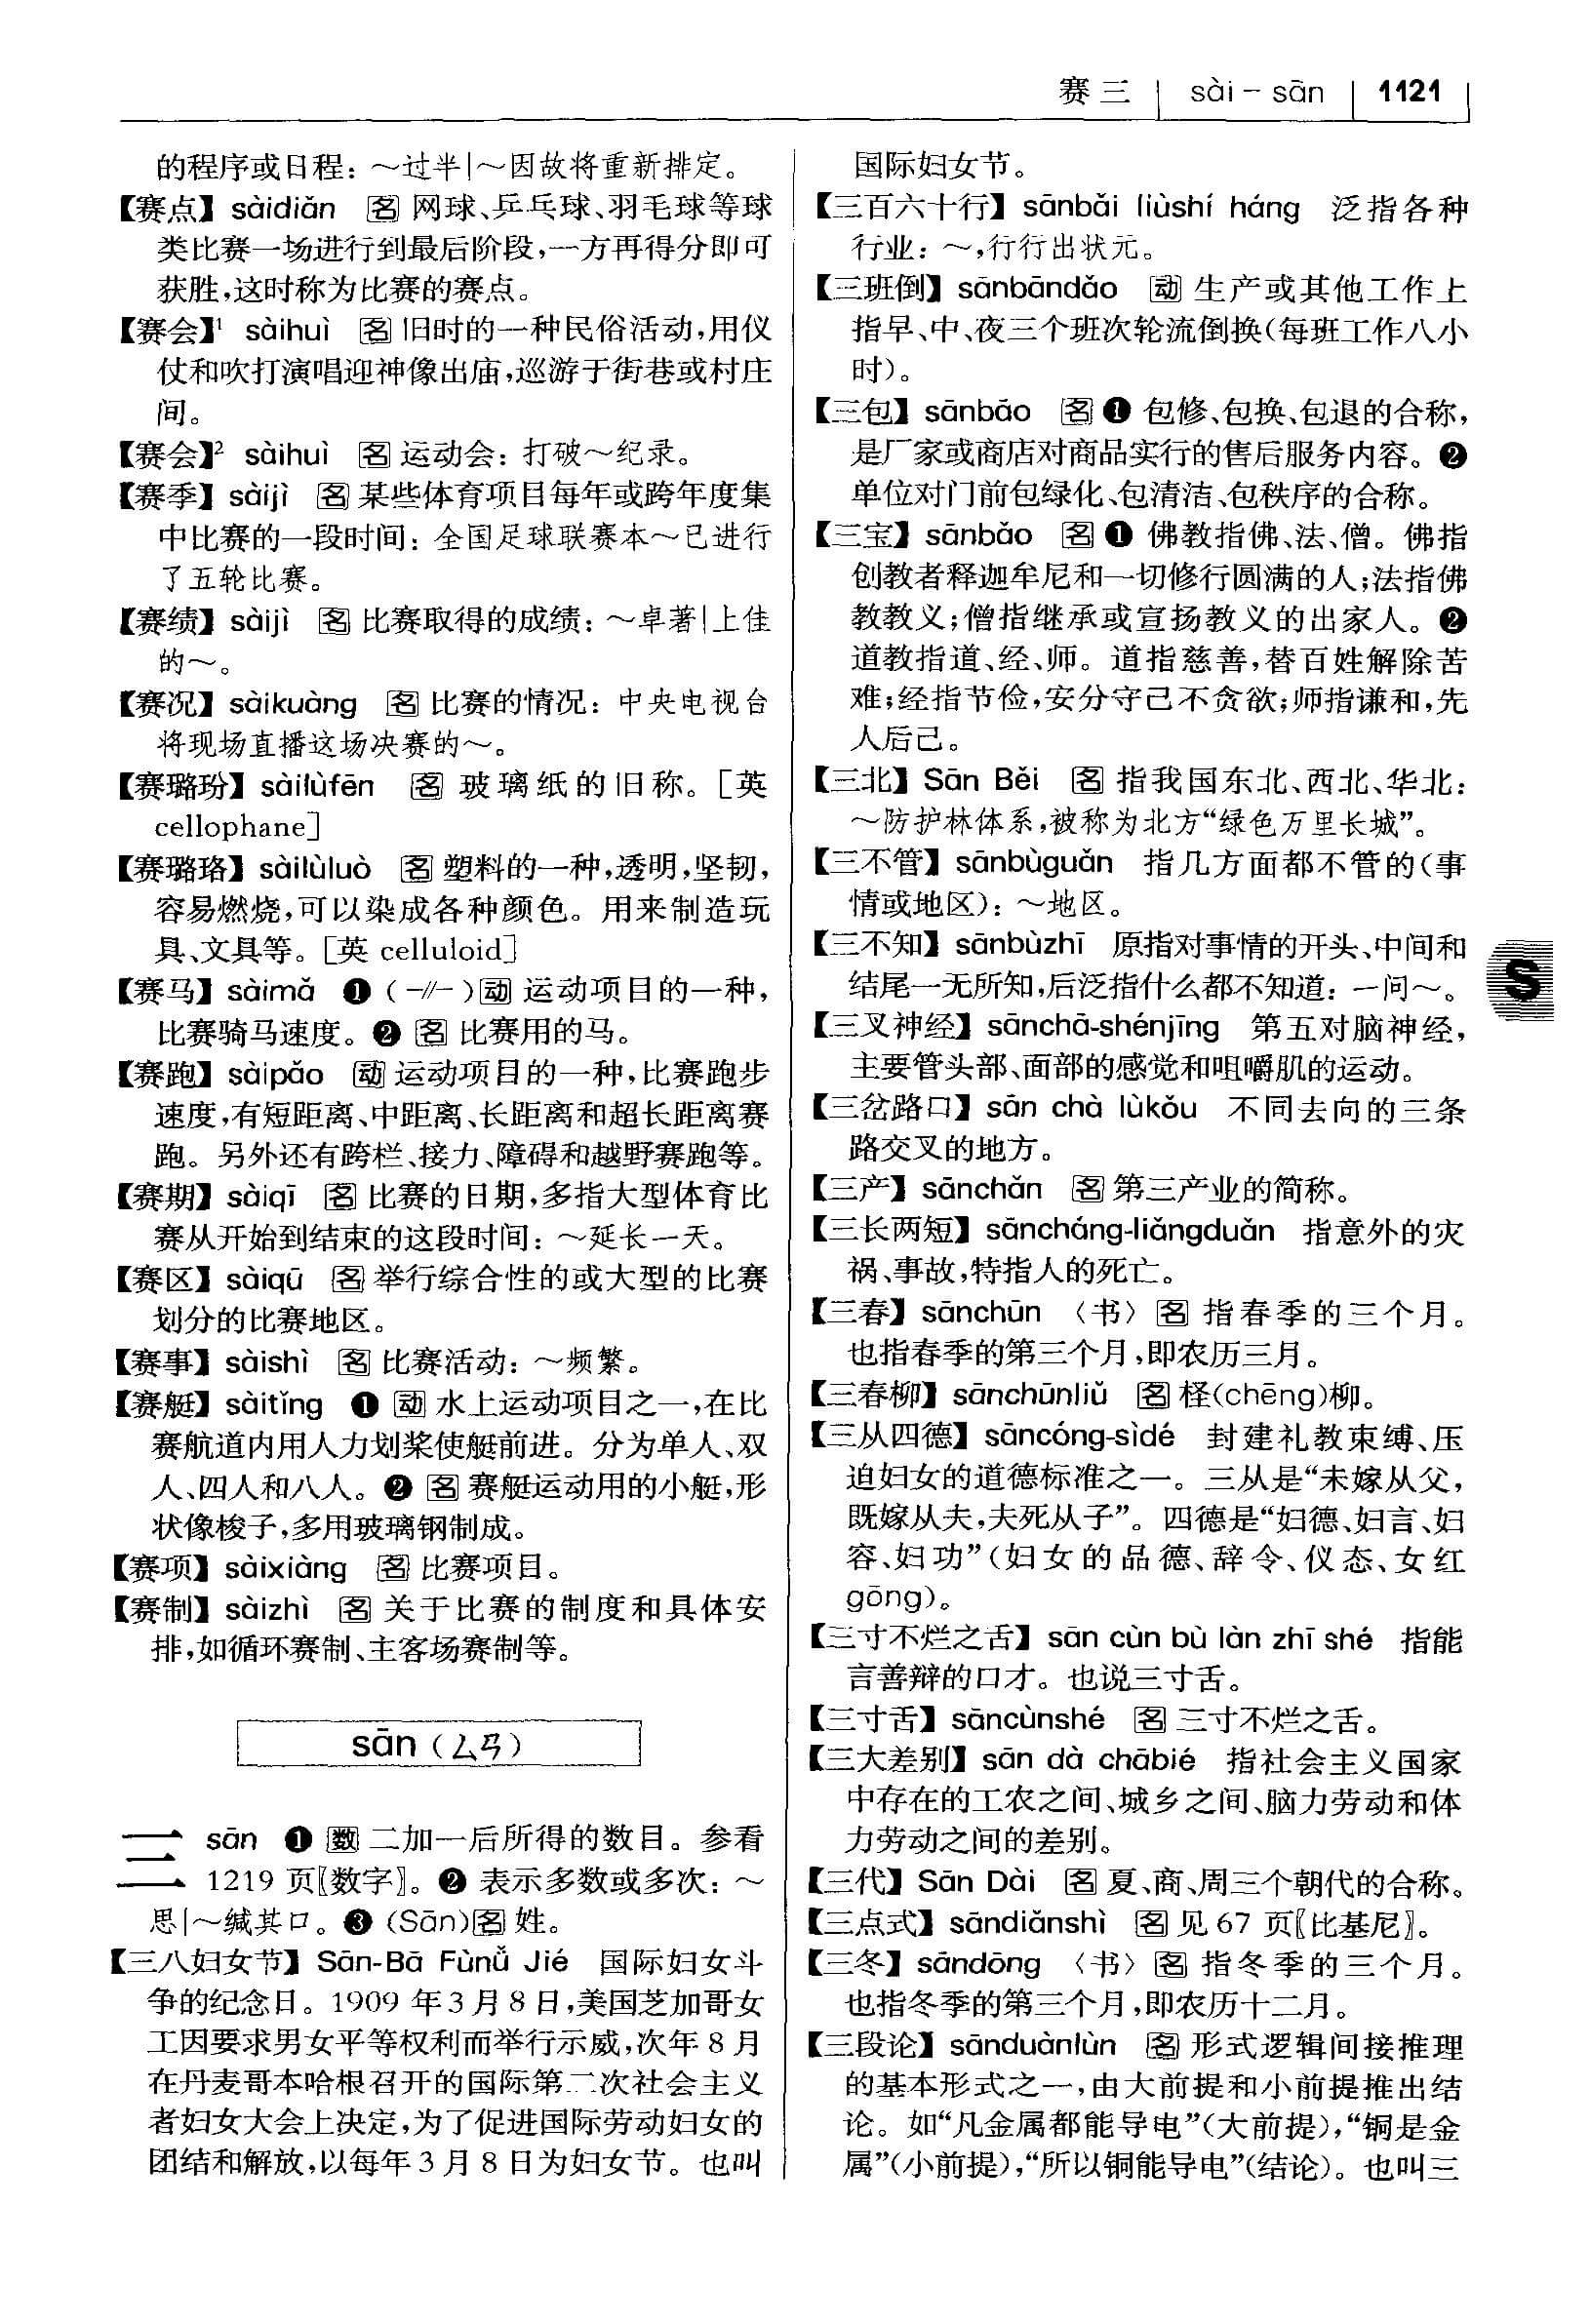 赛三 sài – sān 1121
的程序或日程：～过半|～因故将重新排定。
【赛点】 sàidiǎn 名 网球、乒乓球、羽毛球等球
类比赛一场进行到最后阶段,一方再得分即可
获胜,这时称为比赛的赛点。
【赛会】¹ sàihuì 名 旧时的一种民俗活动,用仪
仗和吹打演唱迎神像出庙,巡游于街巷或村庄
间。
【赛会】² sàihuì 名 运动会：打破～纪录。
【赛季】 sàijì 名 某些体育项目每年或跨年度集
中比赛的一段时间：全国足球联赛本～已进行
了五轮比赛。
【赛绩】 sàijì 名 比赛取得的成绩：～卓著|上佳
的～。
【赛况】 sàikuàng 名 比赛的情况：中央电视台
将现场直播这场决赛的～。
【赛璐玢】 sàilùfēn 名 玻璃纸的旧称。[英
cellophane]
【赛璐珞】 sàilùluò 名 塑料的一种,透明,坚韧,
容易燃烧,可以染成各种颜色。用来制造玩
具、文具等。[英 celluloid]
【赛马】 sàimǎ ❶ (-//-)动 运动项目的一种,
比赛骑马速度。❷ 名 比赛用的马。
【赛跑】 sàipǎo 动 运动项目的一种,比赛跑步
速度,有短距离、中距离、长距离和超长距离赛
跑。另外还有跨栏、接力、障碍和越野赛跑等。
【赛期】 sàiqī 名 比赛的日期,多指大型体育比
赛从开始到结束的这段时间：～延长一天。
【赛区】 sàiqū 名 举行综合性的或大型的比赛
划分的比赛地区。
【赛事】 sàishì 名 比赛活动：～频繁。
【赛艇】 sàitǐng ❶ 动 水上运动项目之一,在比
赛航道内用人力划桨使艇前进。分为单人、双
人、四人和八人。❷ 名 赛艇运动用的小艇,形
状像梭子,多用玻璃钢制成。
【赛项】 sàixiàng 名 比赛项目。
【赛制】 sàizhì 名 关于比赛的制度和具体安
排,如循环赛制、主客场赛制等。
sān (ㄙㄢ)
三 sān ❶ 数 二加一后所得的数目。参看
1219 页〖数字〗。❷ 表示多数或多次：～
思|～缄其口。❸ (Sān)名 姓。
【三八妇女节】 Sān-Bā Fùnǚ Jié 国际妇女斗
争的纪念日。1909 年 3 月 8 日,美国芝加哥女
工因要求男女平等权利而举行示威,次年 8 月
在丹麦哥本哈根召开的国际第二次社会主义
者妇女大会上决定,为了促进国际劳动妇女的
团结和解放,以每年 3 月 8 日为妇女节。也叫
国际妇女节。
【三百六十行】 sānbǎi liùshí háng 泛指各种
行业：～,行行出状元。
【三班倒】 sānbāndǎo 动 生产或其他工作上
指早、中、夜三个班次轮流倒换(每班工作八小
时)。
【三包】 sānbāo 名 ❶ 包修、包换、包退的合称,
是厂家或商店对商品实行的售后服务内容。❷
单位对门前包绿化、包清洁、包秩序的合称。
【三宝】 sānbǎo 名 ❶ 佛教指佛、法、僧。佛指
创教者释迦牟尼和一切修行圆满的人;法指佛
教教义;僧指继承或宣扬教义的出家人。❷
道教指道、经、师。道指慈善,替百姓解除苦
难;经指节俭,安分守己不贪欲;师指谦和,先
人后己。
【三北】 Sān Běi 名 指我国东北、西北、华北：
～防护林体系,被称为北方“绿色万里长城”。
【三不管】 sānbùguǎn 指几方面都不管的(事
情或地区)：～地区。
【三不知】 sānbùzhī 原指对事情的开头、中间和
结尾一无所知,后泛指什么都不知道：一问～。
S
【三叉神经】 sānchā-shénjīng 第五对脑神经,
主要管头部、面部的感觉和咀嚼肌的运动。
【三岔路口】 sān chà lùkǒu 不同去向的三条
路交叉的地方。
【三产】 sānchǎn 名 第三产业的简称。
【三长两短】 sāncháng-liǎngduǎn 指意外的灾
祸、事故,特指人的死亡。
【三春】 sānchūn 〈书〉 名 指春季的三个月。
也指春季的第三个月,即农历三月。
【三春柳】 sānchūnliǔ 名 柽(chēng)柳。
【三从四德】 sāncóng-sìdé 封建礼教束缚、压
迫妇女的道德标准之一。三从是“未嫁从父,
既嫁从夫,夫死从子”。四德是“妇德、妇言、妇
容、妇功”(妇女的品德、辞令、仪态、女红
gōng)。
【三寸不烂之舌】 sān cùn bù làn zhī shé 指能
言善辩的口才。也说三寸舌。
【三寸舌】 sāncùnshé 名 三寸不烂之舌。
【三大差别】 sān dà chābié 指社会主义国家
中存在的工农之间、城乡之间、脑力劳动和体
力劳动之间的差别。
【三代】 Sān Dài 名 夏、商、周三个朝代的合称。
【三点式】 sāndiǎnshì 名 见 67 页〖比基尼〗。
【三冬】 sāndōng 〈书〉 名 指冬季的三个月。
也指冬季的第三个月,即农历十二月。
【三段论】 sānduànlùn 名 形式逻辑间接推理
的基本形式之一,由大前提和小前提推出结
论。如“凡金属都能导电”(大前提),“铜是金
属”(小前提),“所以铜能导电”(结论)。也叫三